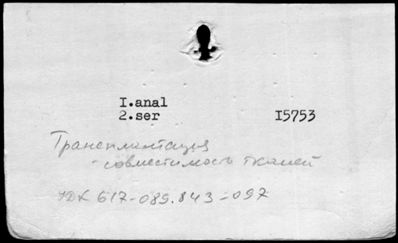 I.anal
2.ser I5753
Трансплантация
-совместимость тканей
УДК 617-089.843-097